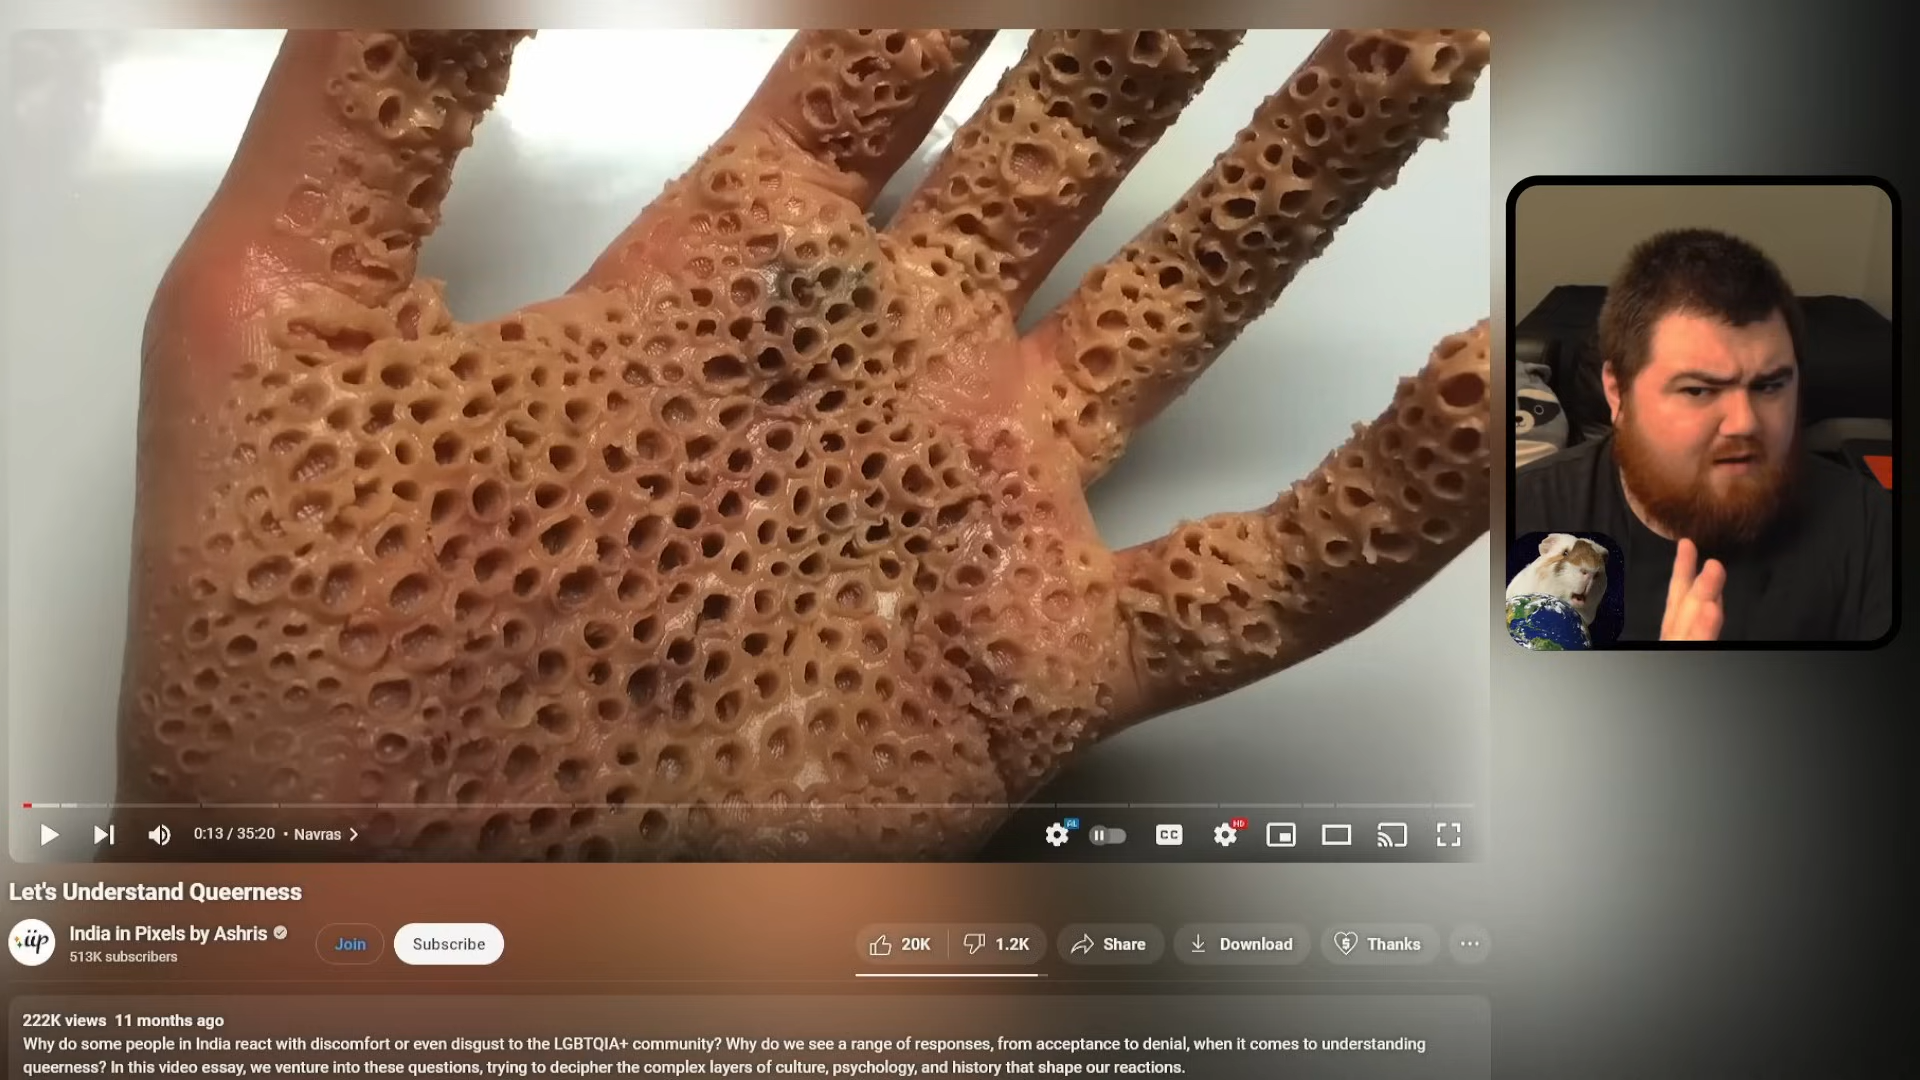 0:13 / 35:20 • Navras
AL
CC
HD
Let's Understand Queerness
iip
India in Pixels by Ashris
513K subscribers
Join
Subscribe
20K
1.2K
Share
Download
Thanks
222K views 11 months ago
Why do some people in India react with discomfort or even disgust to the LGBTQIA+ community? Why do we see a range of responses, from acceptance to denial, when it comes to understanding
queerness? In this video essay, we venture into these questions, trying to decipher the complex layers of culture, psychology, and history that shape our reactions.